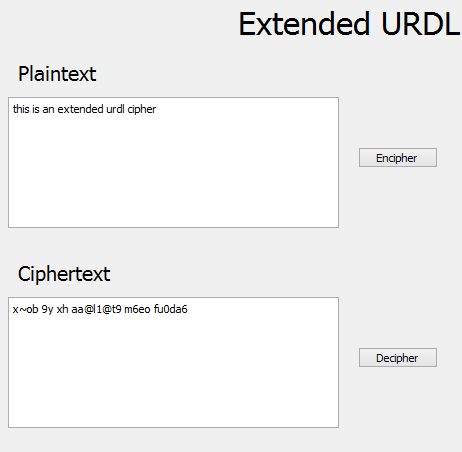 Extended URDL
Plaintext
this is an extended urdl cipher
Encipher
Ciphertext
x~ob 9y xh aa@l1@t9 m6eo fu0da6
Decipher